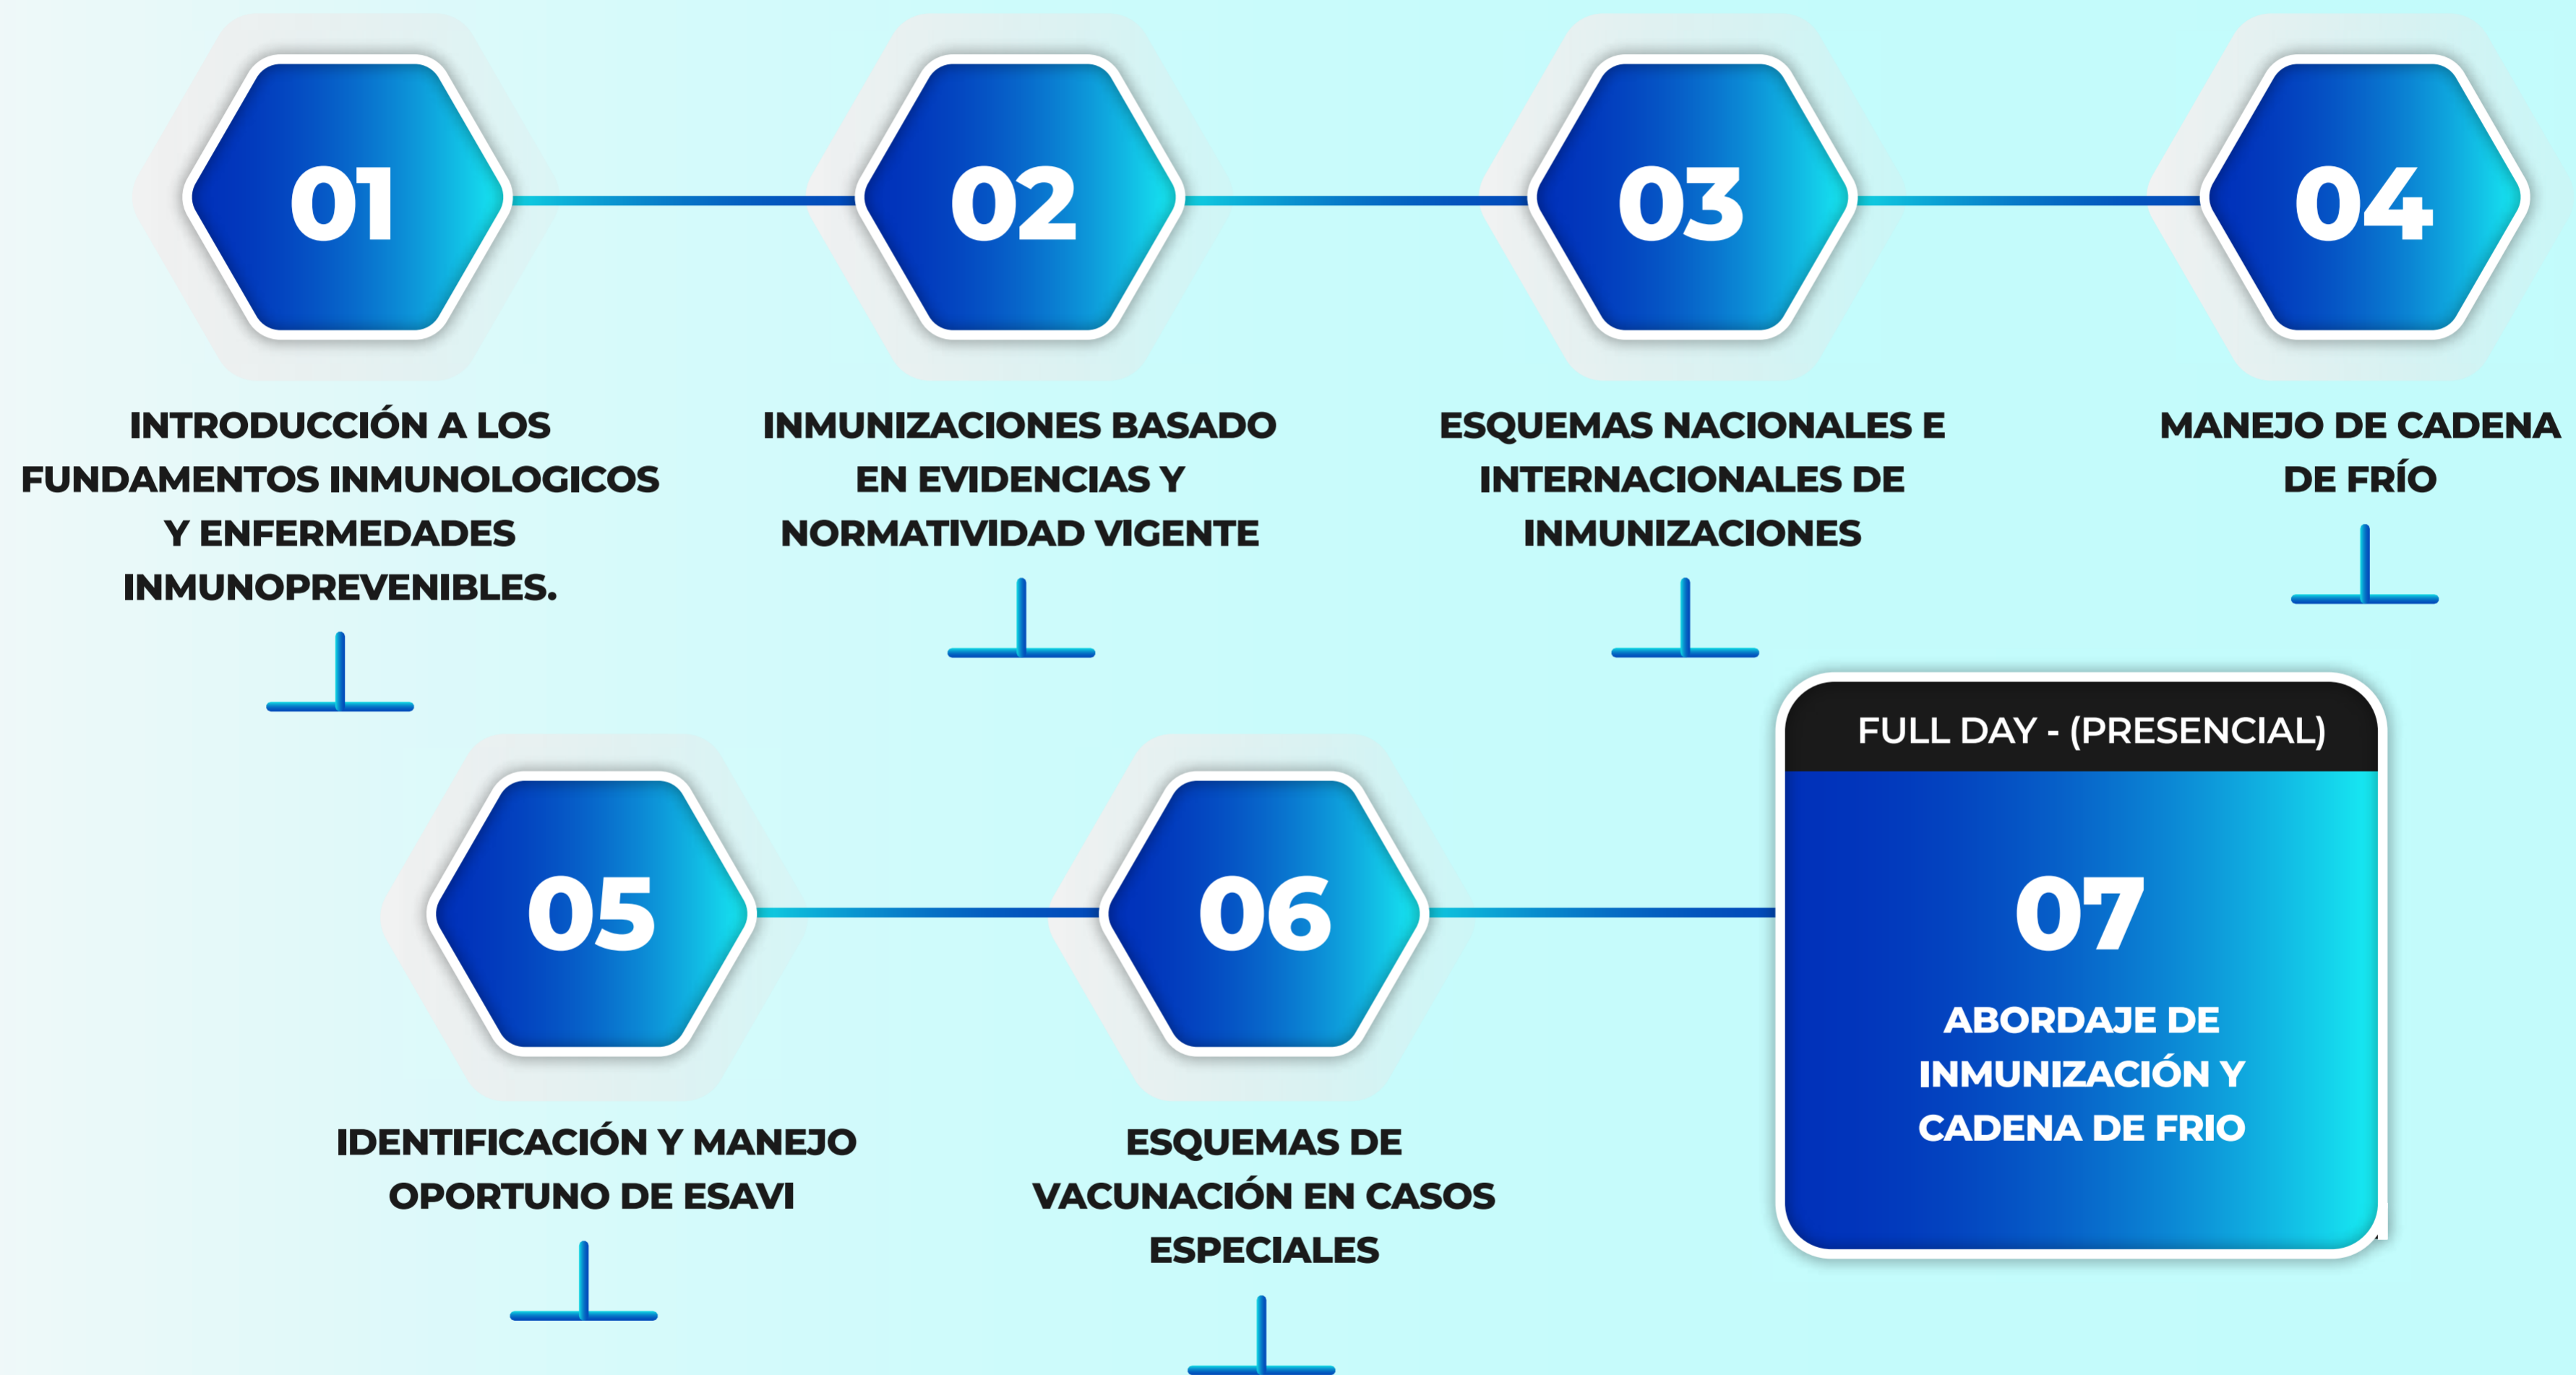 01
INTRODUCCIÓN A LOS
FUNDAMENTOS INMUNOLOGICOS
Y ENFERMEDADES
INMUNOPREVENIBLES.
02
INMUNIZACIONES BASADO
EN EVIDENCIAS Y
NORMATIVIDAD VIGENTE
03
ESQUEMAS NACIONALES E
INTERNACIONALES DE
INMUNIZACIONES
04
MANEJO DE CADENA
DE FRÍO
05
IDENTIFICACIÓN Y MANEJO
OPORTUNO DE ESAVI
06
ESQUEMAS DE
VACUNACIÓN EN CASOS
ESPECIALES
FULL DAY - (PRESENCIAL)
07
ABORDAJE DE
INMUNIZACIÓN Y
CADENA DE FRIO